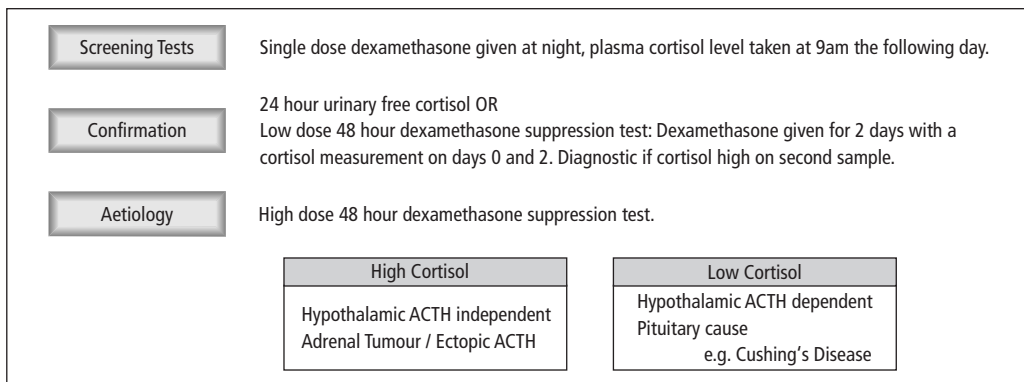 Screening Tests
Single dose dexamethasone given at night, plasma cortisol level taken at 9am the following day.
Confirmation
24 hour urinary free cortisol OR
Low dose 48 hour dexamethasone suppression test: Dexamethasone given for 2 days with a
cortisol measurement on days 0 and 2. Diagnostic if cortisol high on second sample.
Aetiology
High dose 48 hour dexamethasone suppression test.
High Cortisol
Hypothalamic ACTH independent
Adrenal Tumour / Ectopic ACTH
Low Cortisol
Hypothalamic ACTH dependent
Pituitary cause
e.g. Cushing's Disease